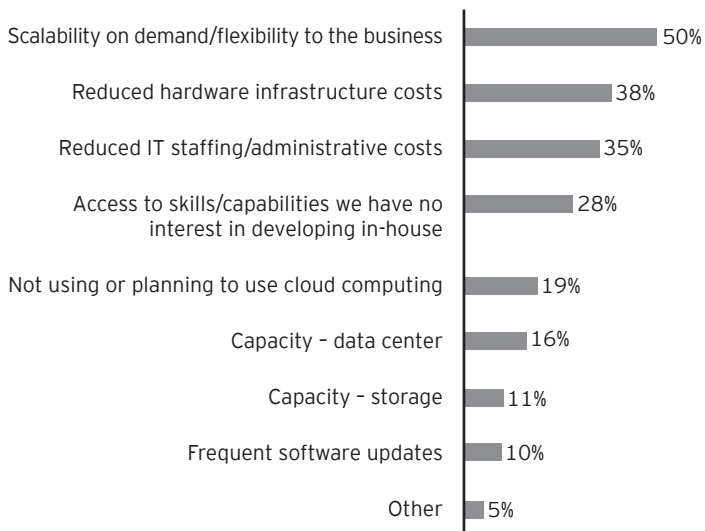 Scalability on demand/flexibility to the business 50%
Reduced hardware infrastructure costs 38%
Reduced IT staffing/administrative costs 35%
Access to skills/capabilities we have no 28%
interest in developing in-house
Not using or planning to use cloud computing 19%
Capacity – data center 16%
Capacity – storage 11%
Frequent software updates 10%
Other 5%